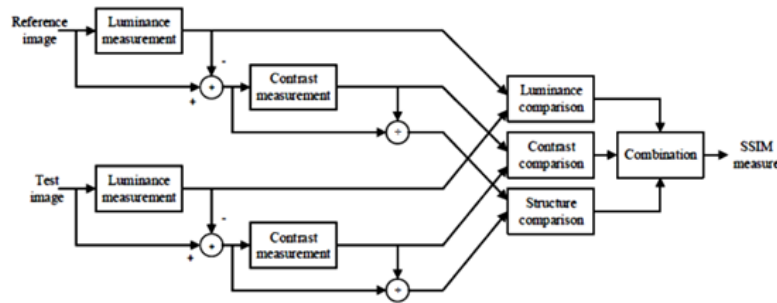 Reference
image
Luminance
measurement
-
+
+
Contrast
measurement
÷
Luminance
comparison
Contrast
comparison
Combination
SSIM
measure
Test
image
Luminance
measurement
Structure
comparison
-
+
+
Contrast
measurement
÷